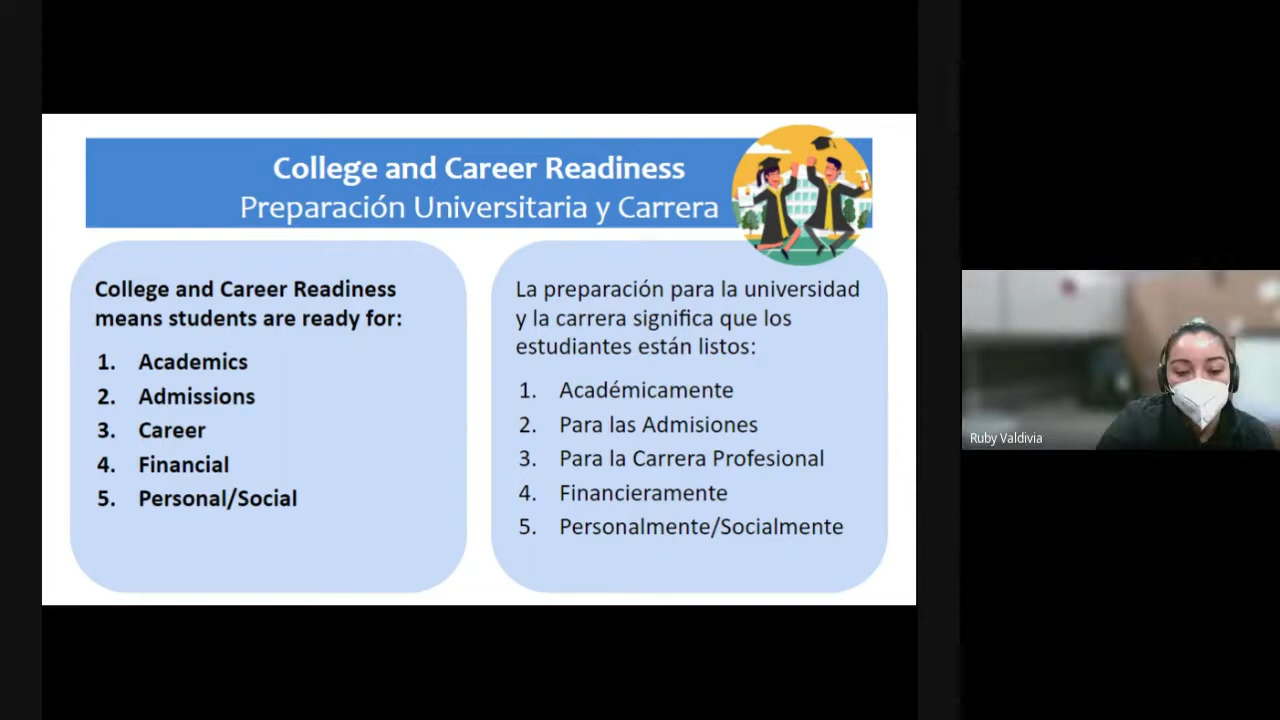 College and Career Readiness
Preparación Universitaria y Carrera
College and Career Readiness
means students are ready for:
1. Academics
2. Admissions
3. Career
4. Financial
5. Personal/Social
La preparación para la universidad
y la carrera significa que los
estudiantes están listos:
1. Académicamente
2. Para las Admisiones
3. Para la Carrera Profesional
4. Financieramente
5. Personalmente/Socialmente
Ruby Valdivia